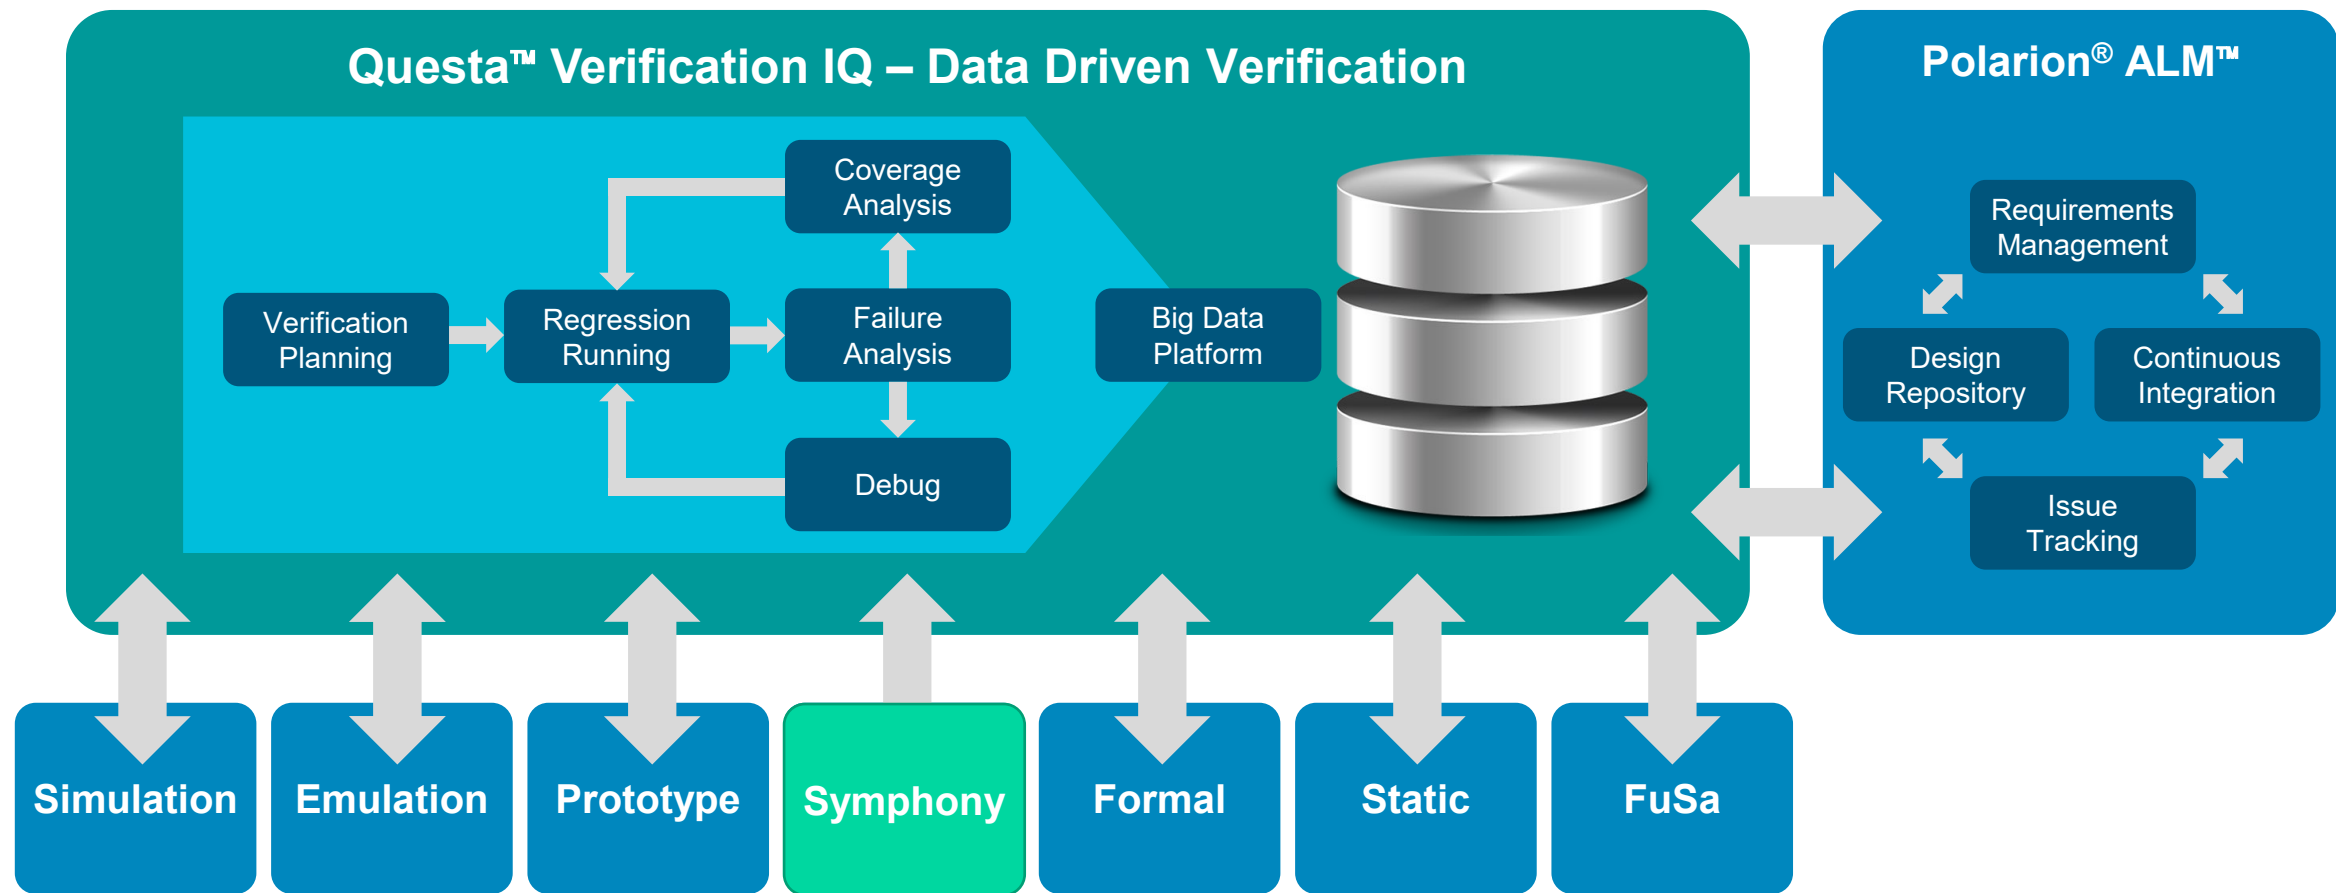 Questa™ Verification IQ – Data Driven Verification
Polarion® ALM™
Coverage
Analysis
Verification
Planning
Regression
Running
Failure
Analysis
Debug
Big Data
Platform
Requirements
Management
Design
Repository
Continuous
Integration
Issue
Tracking
Simulation
Emulation
Prototype
Symphony
Formal
Static
FuSa